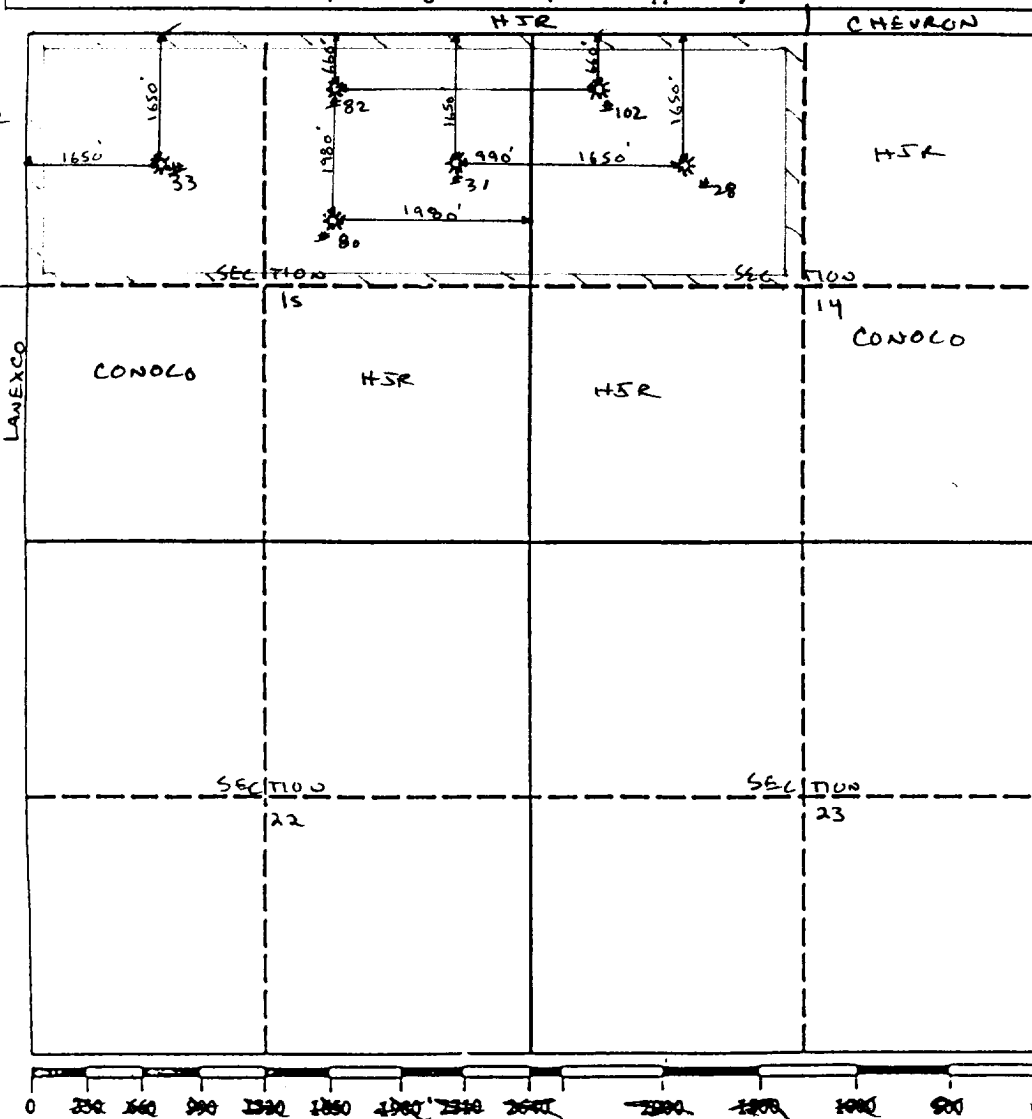 HJR CHEVRON
660' 660'
1650' 1650' 1650'
#82 #102
1650' 1980' 990' 1650' HJR
#33 #31 #28
1980'
#80
SECTION SECTION
15 14
LANEXCO CONOCO HJR HJR CONOCO
SECTION SECTION
22 23
0 330 660 990 1320 1650 1980 2310 2640 2000 1500 1000 500